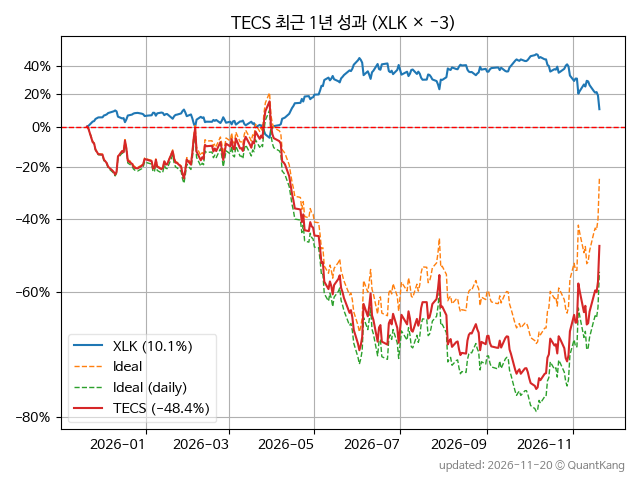 TECS 최근 1년 성과 (XLK × −3)
40%
20%
0%
−20%
−40%
−60%
−80%
XLK (10.1%)
Ideal
Ideal (daily)
TECS (−48.4%)
2026-01 2026-03 2026-05 2026-07 2026-09 2026-11
updated: 2026-11-20 © QuantKang